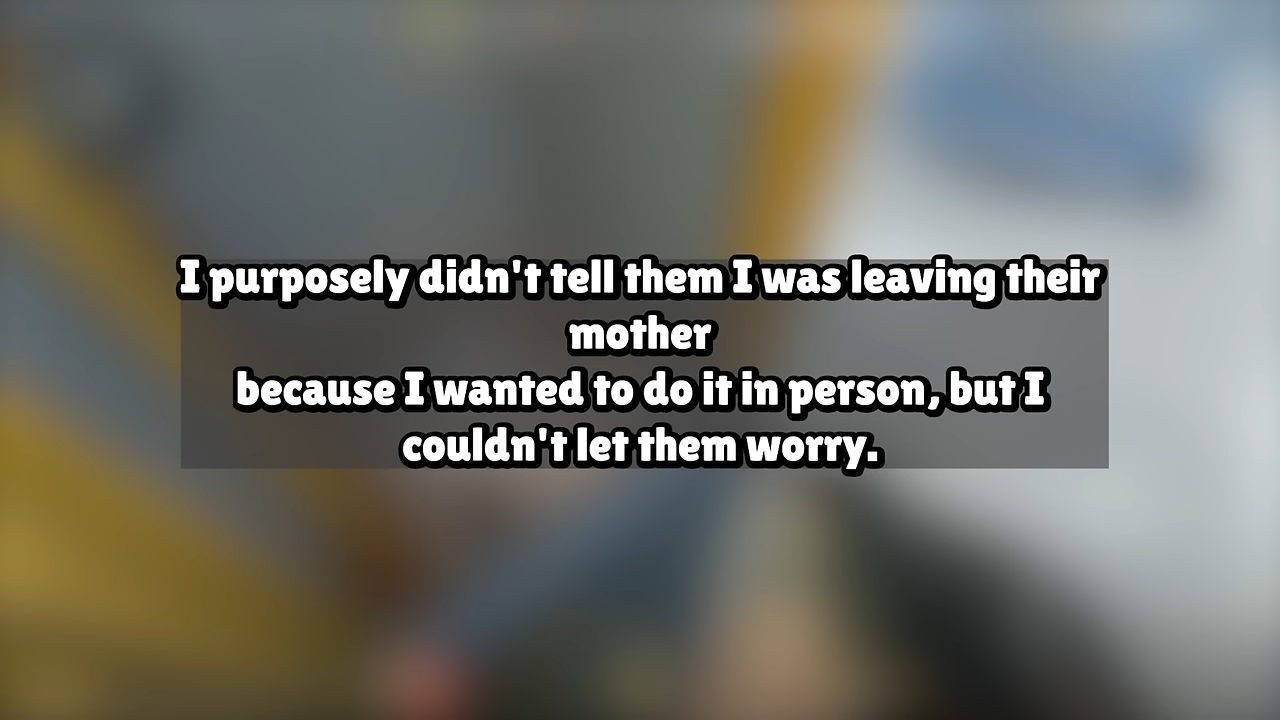 I purposely didn't tell them I was leaving their
mother
because I wanted to do it in person, but I
couldn't let them worry.